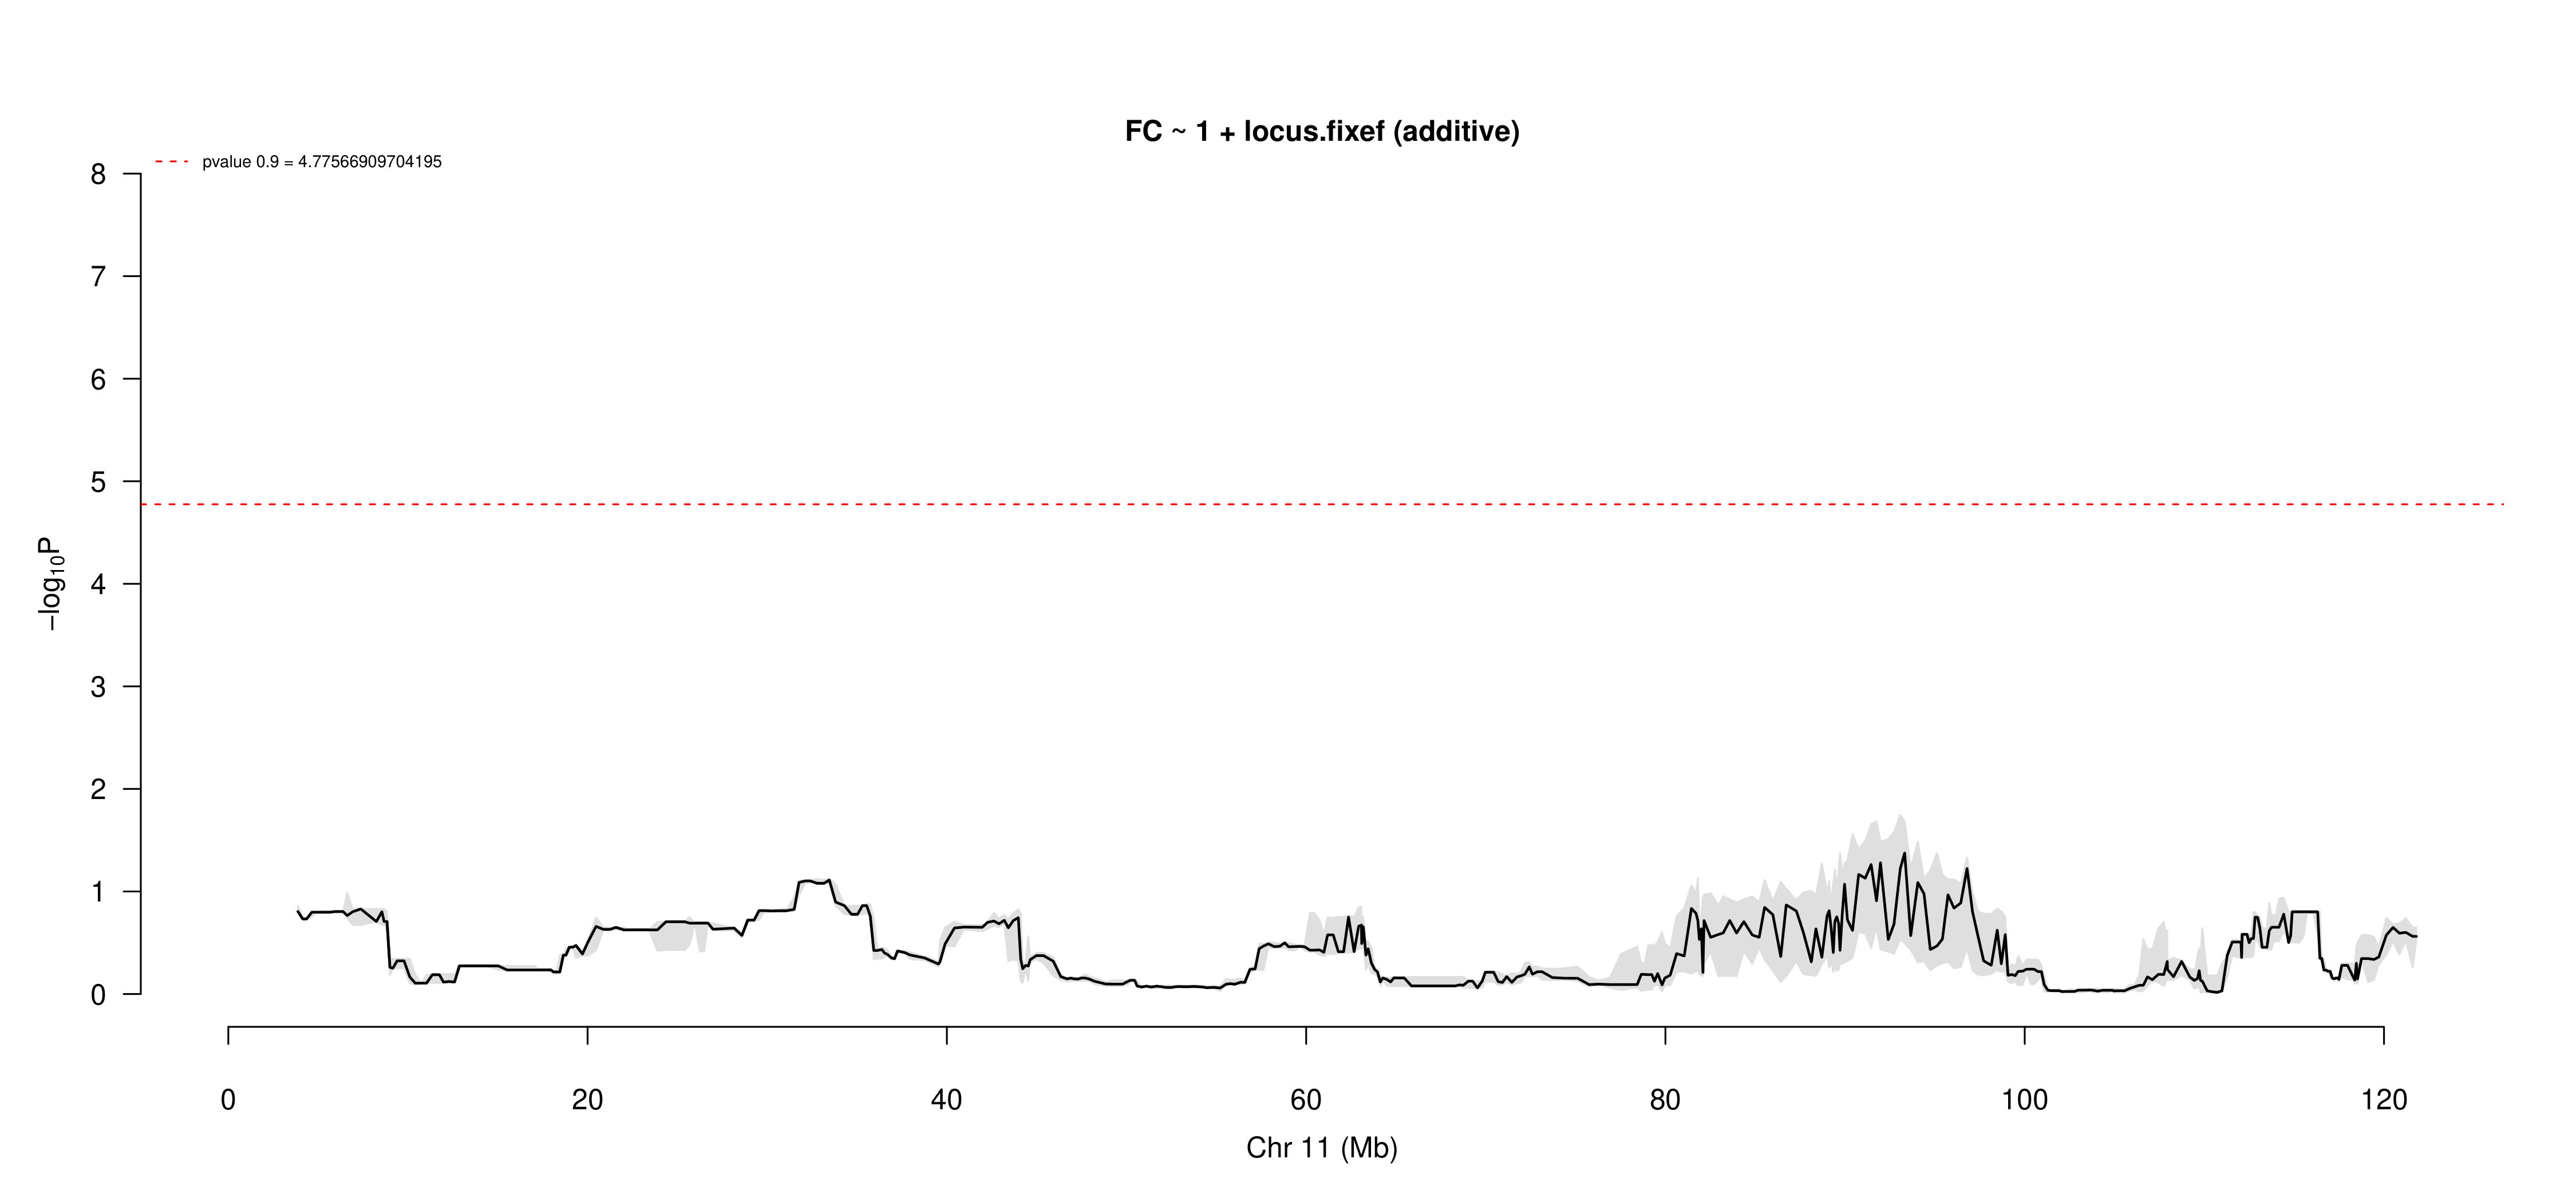 FC ~ 1 + locus.fixef (additive)
pvalue 0.9 = 4.77566909704195
8
7
6
5
4
3
2
1
0
−log10P
0 20 40 60 80 100 120
Chr 11 (Mb)